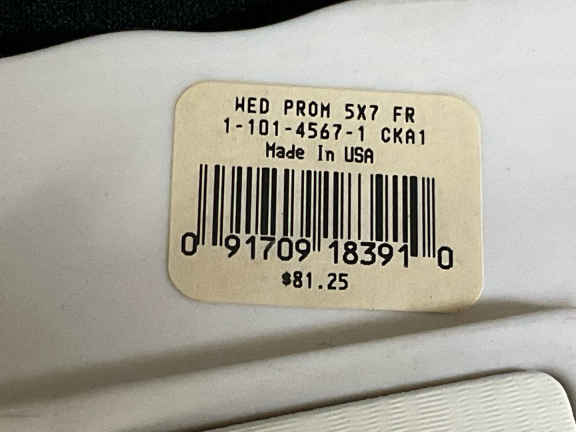 WED PROM 5X7 FR
1-101-4567-1 CKA1
Made In USA
0 91709 18391 0
$81.25